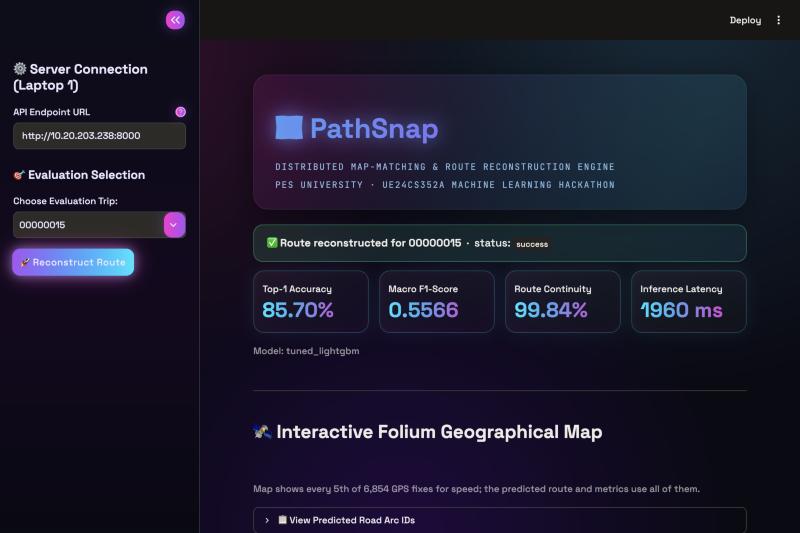 Deploy
Server Connection
(Laptop 1)
API Endpoint URL
?
http://10.20.203.238:8000
Evaluation Selection
Choose Evaluation Trip:
00000015
Reconstruct Route
PathSnap
DISTRIBUTED MAP-MATCHING & ROUTE RECONSTRUCTION ENGINE
PES UNIVERSITY · UE24CS352A MACHINE LEARNING HACKATHON
Route reconstructed for 00000015 · status: success
Top-1 Accuracy
85.70%
Macro F1-Score
0.5566
Route Continuity
99.84%
Inference Latency
1960 ms
Model: tuned_lightgbm
Interactive Folium Geographical Map
Map shows every 5th of 6,854 GPS fixes for speed; the predicted route and metrics use all of them.
View Predicted Road Arc IDs